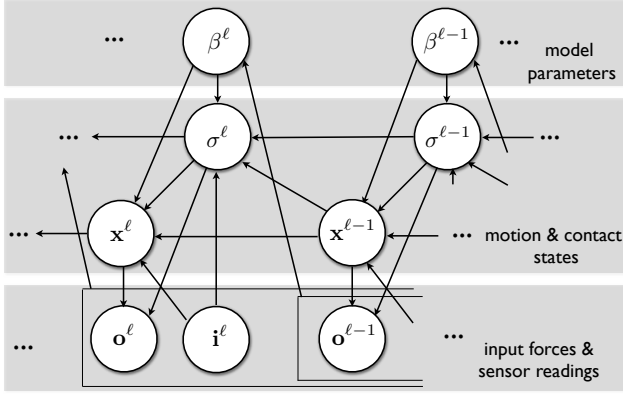 ... β^ℓ β^{ℓ−1} ...
model
parameters
... σ^ℓ σ^{ℓ−1} ...
... x^ℓ x^{ℓ−1} ... motion & contact
states
... o^ℓ i^ℓ o^{ℓ−1} ...
input forces &
sensor readings